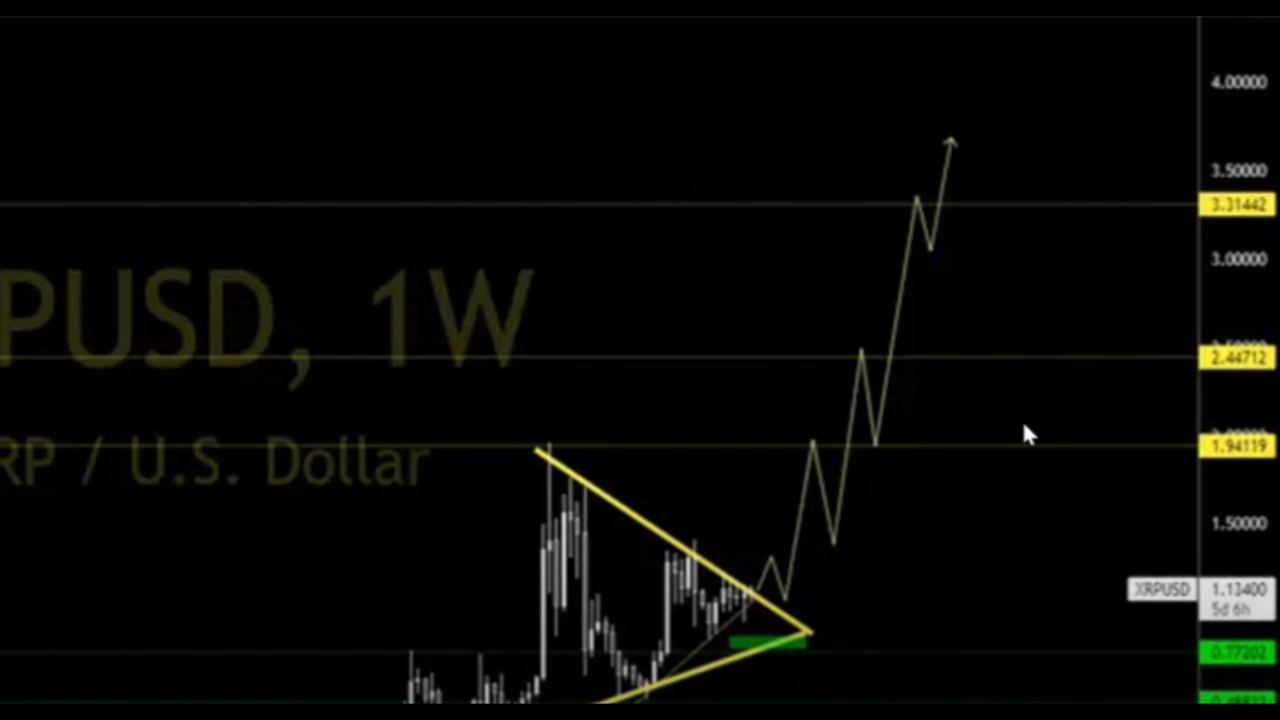 4.00000
3.50000
3.31442
PUSD, 1W
3.00000
2.44712
RP / U.S. Dollar
1.94119
1.50000
XRPUSD 1.13400
5d 6h
0.77202